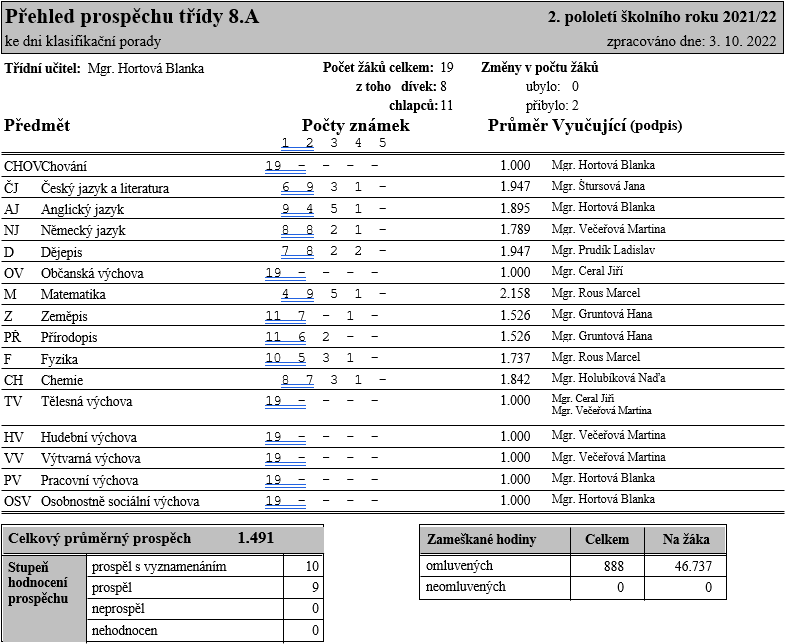 Přehled prospěchu třídy 8.A 2. pololetí školního roku 2021/22
ke dni klasifikační porady zpracováno dne: 3. 10. 2022
Třídní učitel: Mgr. Hortová Blanka Počet žáků celkem: 19 Změny v počtu žáků
z toho dívek: 8 ubylo: 0
chlapců: 11 přibylo: 2
Předmět Počty známek Průměr Vyučující (podpis)
1 2 3 4 5
CHOVChování 19 – – – – 1.000 Mgr. Hortová Blanka
ČJ Český jazyk a literatura 6 9 3 1 – 1.947 Mgr. Štursová Jana
AJ Anglický jazyk 9 4 5 1 – 1.895 Mgr. Hortová Blanka
NJ Německý jazyk 8 8 2 1 – 1.789 Mgr. Večeřová Martina
D Dějepis 7 8 2 2 – 1.947 Mgr. Prudík Ladislav
OV Občanská výchova 19 – – – – 1.000 Mgr. Ceral Jiří
M Matematika 4 9 5 1 – 2.158 Mgr. Rous Marcel
Z Zeměpis 11 7 – 1 – 1.526 Mgr. Gruntová Hana
PŘ Přírodopis 11 6 2 – – 1.526 Mgr. Gruntová Hana
F Fyzika 10 5 3 1 – 1.737 Mgr. Rous Marcel
CH Chemie 8 7 3 1 – 1.842 Mgr. Holubíková Naďa
TV Tělesná výchova 19 – – – – 1.000 Mgr. Ceral Jiří
Mgr. Večeřová Martina
HV Hudební výchova 19 – – – – 1.000 Mgr. Večeřová Martina
VV Výtvarná výchova 19 – – – – 1.000 Mgr. Večeřová Martina
PV Pracovní výchova 19 – – – – 1.000 Mgr. Hortová Blanka
OSV Osobnostně sociální výchova 19 – – – – 1.000 Mgr. Hortová Blanka
Celkový průměrný prospěch 1.491
Stupeň hodnocení prospěchu
prospěl s vyznamenáním 10
prospěl 9
neprospěl 0
nehodnocen 0
Zameškané hodiny Celkem Na žáka
omluvených 888 46.737
neomluvených 0 0